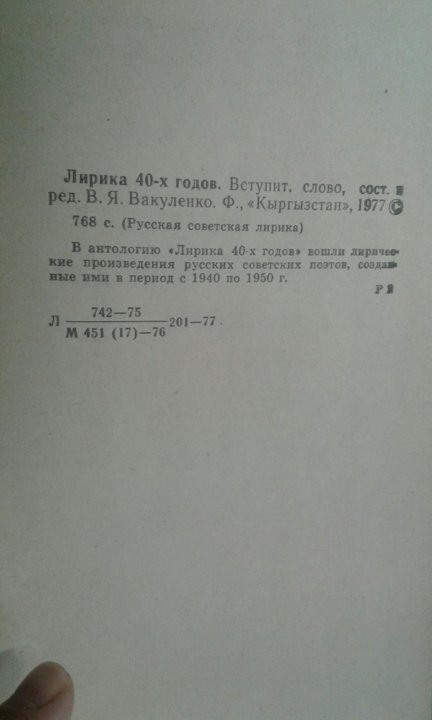 Лирика 40-х годов. Вступит. слово, сост. и
ред. В. Я. Вакуленко. Ф., «Кыргызстан», 1977 ©
768 с. (Русская советская лирика)
В антологию «Лирика 40-х годов» вошли лириче-
ские произведения русских советских поэтов, создан-
ные ими в период с 1940 по 1950 г.
742—75
Л М 451 (17)—76 201—77